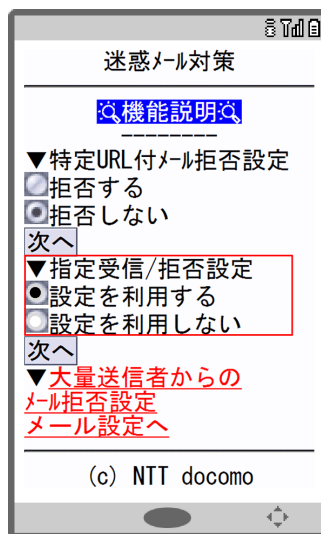 迷惑ﾒｰﾙ対策
機能説明
--------
▼特定URL付ﾒｰﾙ拒否設定
拒否する
拒否しない
次へ
▼指定受信/拒否設定
設定を利用する
設定を利用しない
次へ
▼大量送信者からの
ﾒｰﾙ拒否設定
メール設定へ
(c) NTT docomo